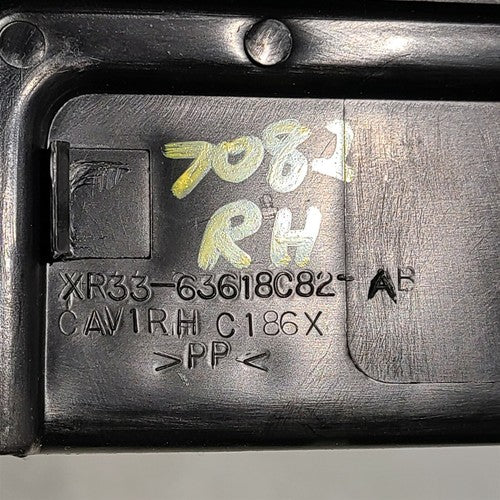 7082
RH
XR33-63618C82-AB
CAV1RH C186X
>PP<